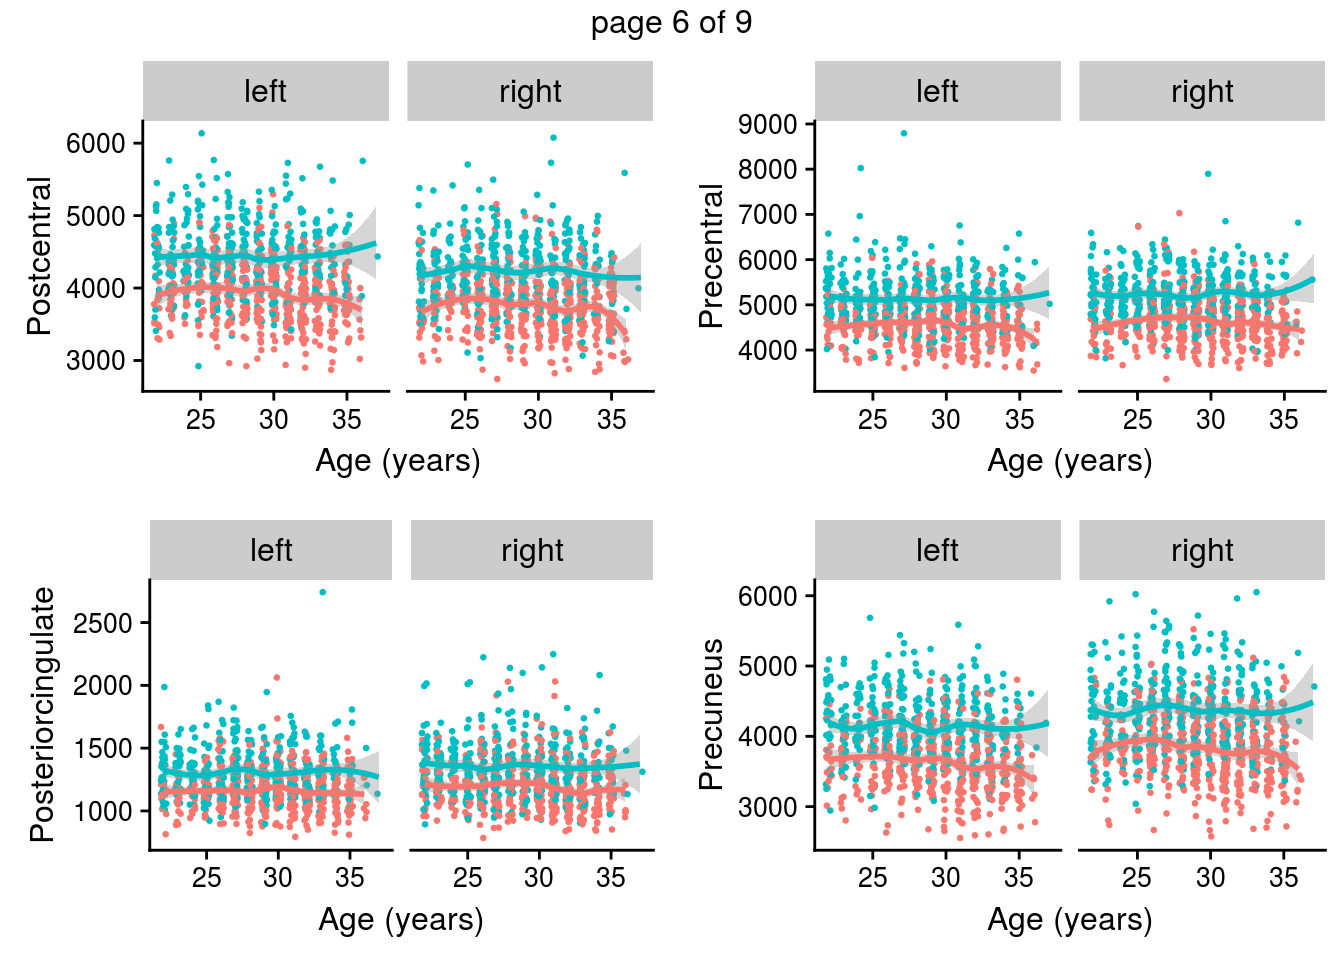 page 6 of 9
left right
Postcentral
6000
5000
4000
3000
25 30 35 25 30 35
Age (years)
left right
Precentral
9000
8000
7000
6000
5000
4000
25 30 35 25 30 35
Age (years)
left right
Posteriorcingulate
2500
2000
1500
1000
25 30 35 25 30 35
Age (years)
left right
Precuneus
6000
5000
4000
3000
25 30 35 25 30 35
Age (years)